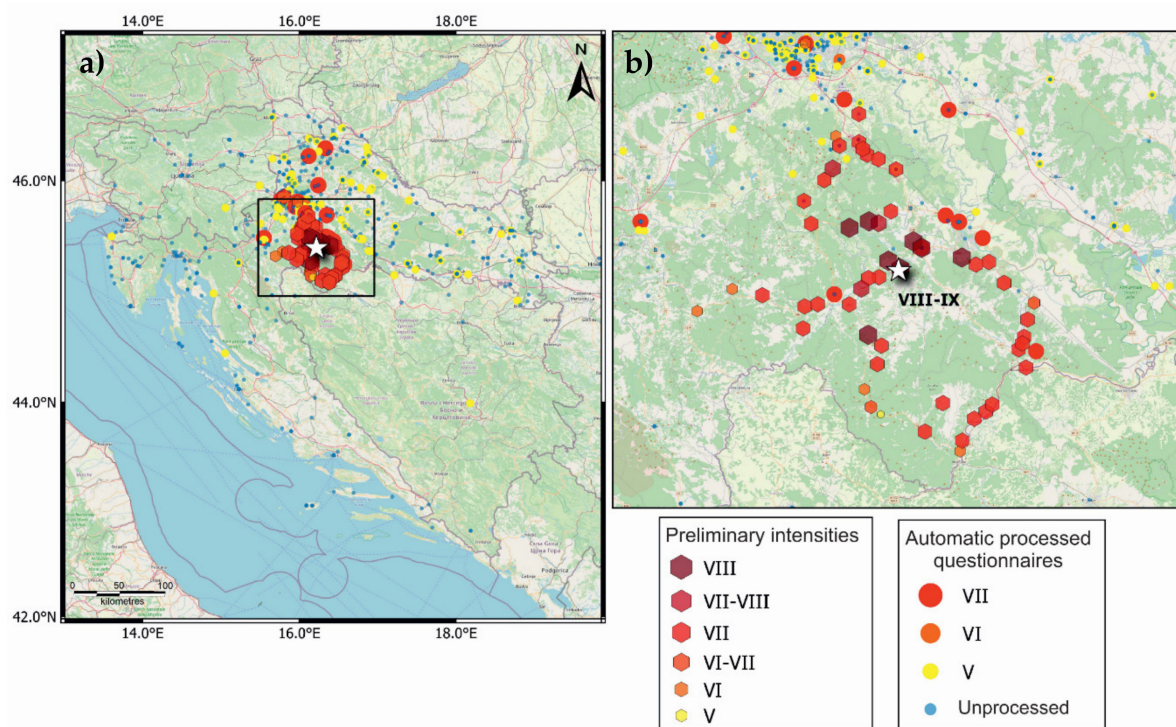 14.0°E 16.0°E 18.0°E
a)
N
46.0°N
44.0°N
42.0°N
0 50 100
kilometres
14.0°E 16.0°E 18.0°E
b)
VIII-IX
Preliminary intensities
VIII
VII-VIII
VII
VI-VII
VI
V
Automatic processed
questionnaires
VII
VI
V
Unprocessed